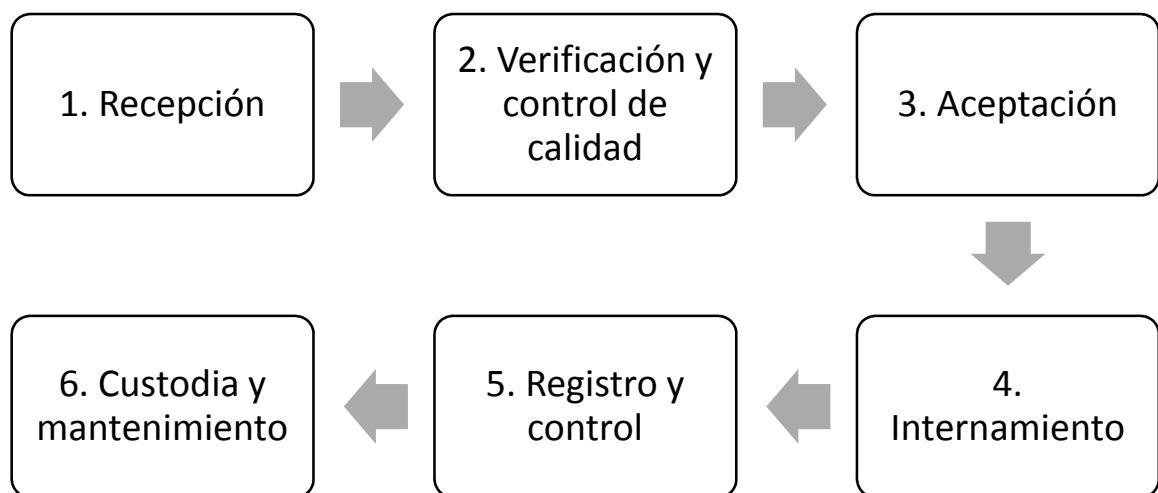 1. Recepción
2. Verificación y
control de
calidad
3. Aceptación
4.
Internamiento
5. Registro y
control
6. Custodia y
mantenimiento